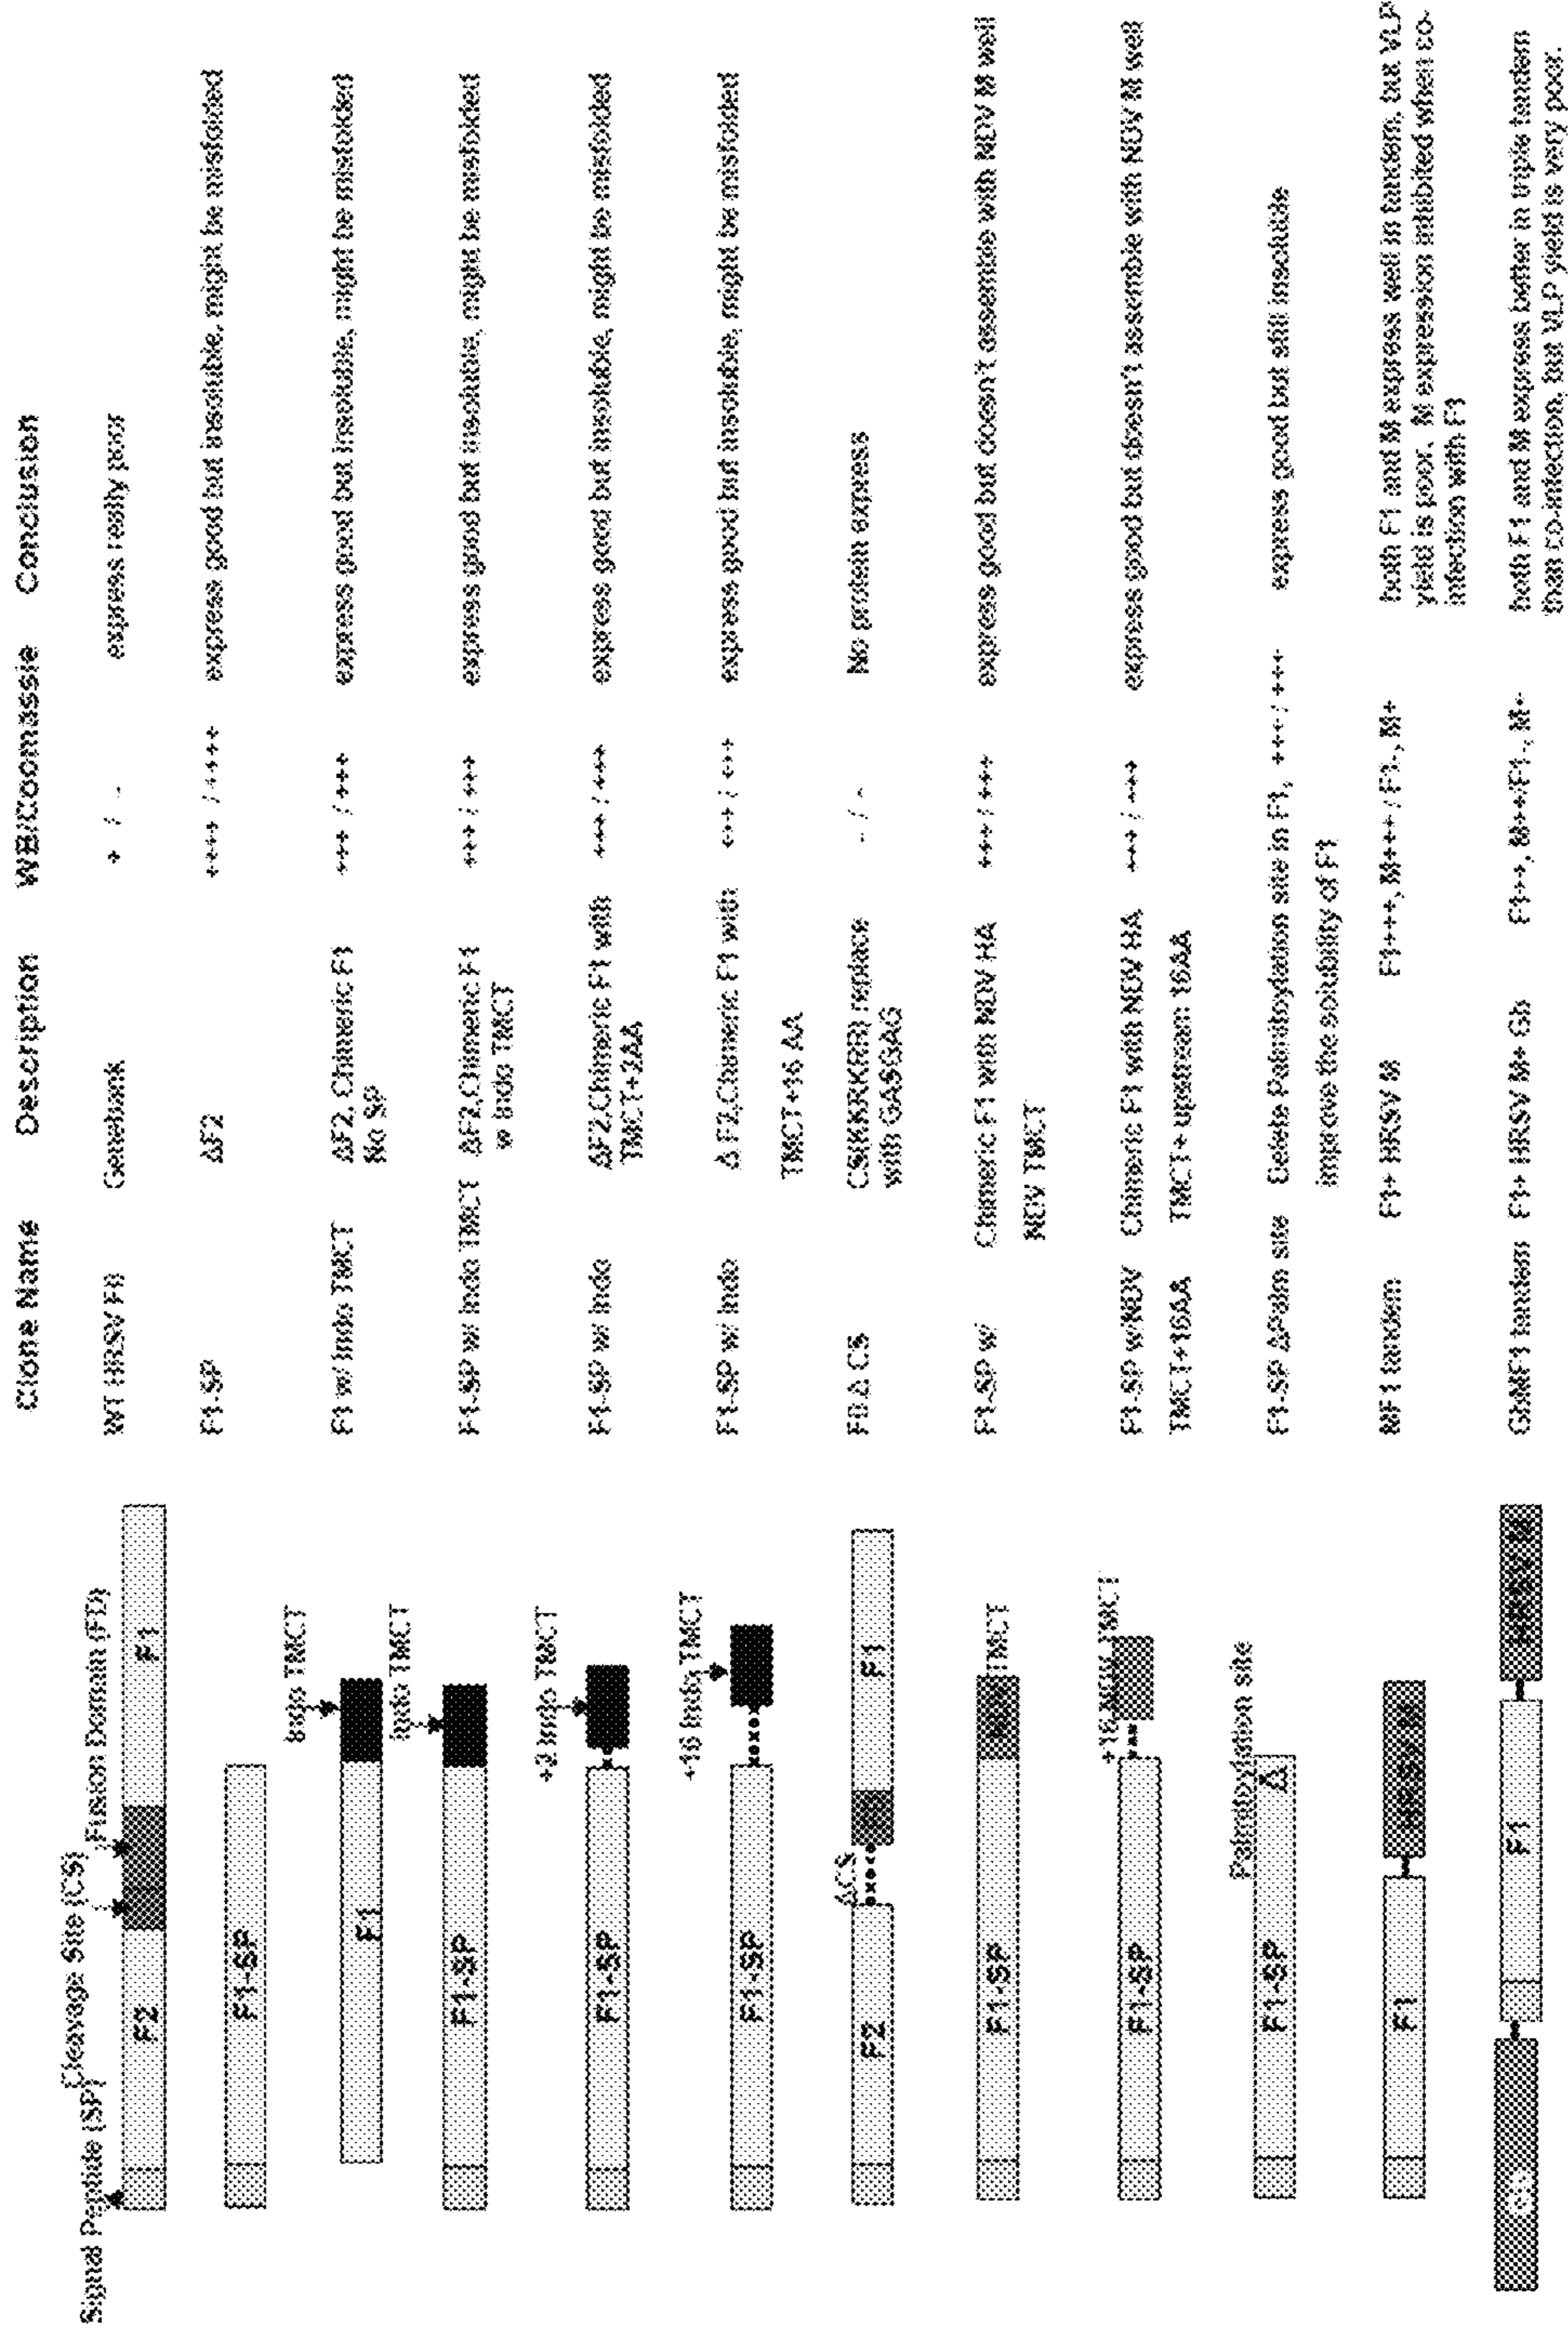 Clone Name Description WB/Coomassie Conclusion
Signal Peptide (SP) Cleavage Site (CS) Fusion Domain (FD)
F2 F1 WT HRSV F0 Genebank + / - express really poor
F1-SP F1-SP ΔF2 ++++ / ++++ express good but insoluble, might be misfolded
Indo TMCT
F1 F1 w/ Indo TMCT ΔF2, Chimeric F1 +++ / +++ express good but insoluble, might be misfolded
No SP
Indo TMCT
F1-SP F1-SP w/ Indo TMCT ΔF2,Chimeric F1 +++ / +++ express good but insoluble, might be misfolded
w Indo TMCT
+2 Indo TMCT
F1-SP F1-SP w/ Indo ΔF2,Chimeric F1 with +++ / +++ express good but insoluble, might be misfolded
TMCT+2AA
+16 Indo TMCT
F1-SP F1-SP w/ Indo Δ F2,Chimeric F1 with +++ / +++ express good but insoluble, might be misfolded
TMCT+16 AA
ΔCS
F2 F1 F0 Δ CS CS(KKRKRR) replace - / - No protein express
with GASGAG
TMCT
F1-SP F1-SP w/ Chimeric F1 with NDV HA +++ / +++ express good but doesn't assemble with NDV M well
NDV TMCT
+16 NDV TMCT
F1-SP F1-SP w/NDV Chimeric F1 with NDV HA +++ / +++ express good but doesn't assemble with NDV M well
TMCT+16AA TMCT+ upstream 16AA
Palmitoylation site
F1-SP Δ F1-SP ΔPalm site Delete Palmitoylation site in F1, +++ / +++ express good but still insoluble
improve the solubility of F1
F1 HRSV M MF1 tandem F1+ HRSV M F1+++, M+++ / F1-, M+ both F1 and M express well in tandem, but VLP
yield is poor. M expression inhibited when co-
infection with F1
F1 HRSV M GbMF1 tandem F1+ HRSV M+ Gb F1++, M++/F1-, M+ both F1 and M express better in triple tandem
than co-infection, but VLP yield is very poor.